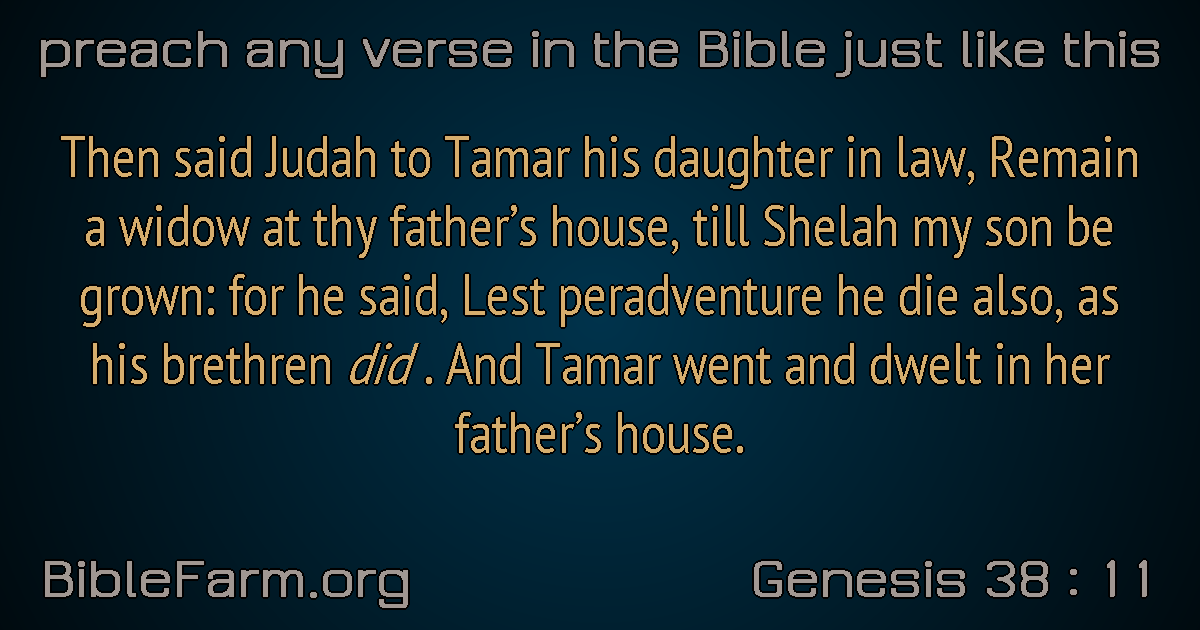 preach any verse in the Bible just like this
Then said Judah to Tamar his daughter in law, Remain
a widow at thy father’s house, till Shelah my son be
grown: for he said, Lest peradventure he die also, as
his brethren did . And Tamar went and dwelt in her
father’s house.
BibleFarm.org
Genesis 38 : 11